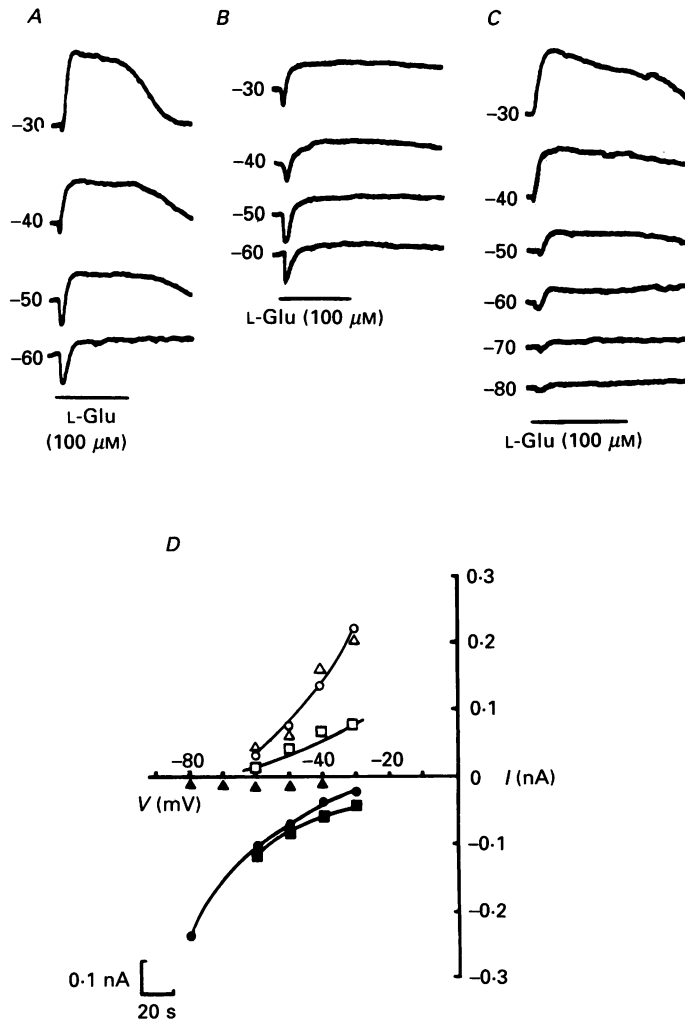 A
B
C
−30
−40
−50
−60
L-Glu
(100 μM)
−30
−40
−50
−60
L-Glu (100 μM)
−30
−40
−50
−60
−70
−80
L-Glu (100 μM)
D
0·3
0·2
0·1
−80 −40 −20
0 I (nA)
V (mV)
−0·1
−0·2
−0·3
0·1 nA
20 s